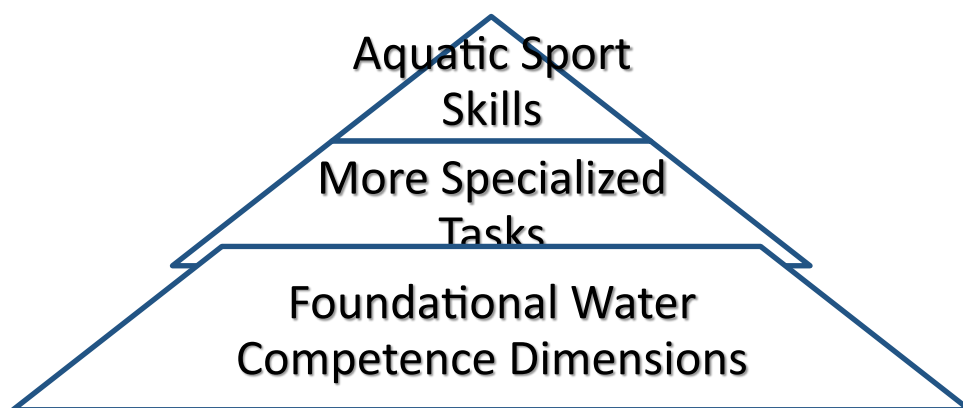 Aquatic Sport
Skills
More Specialized
Tasks
Foundational Water
Competence Dimensions